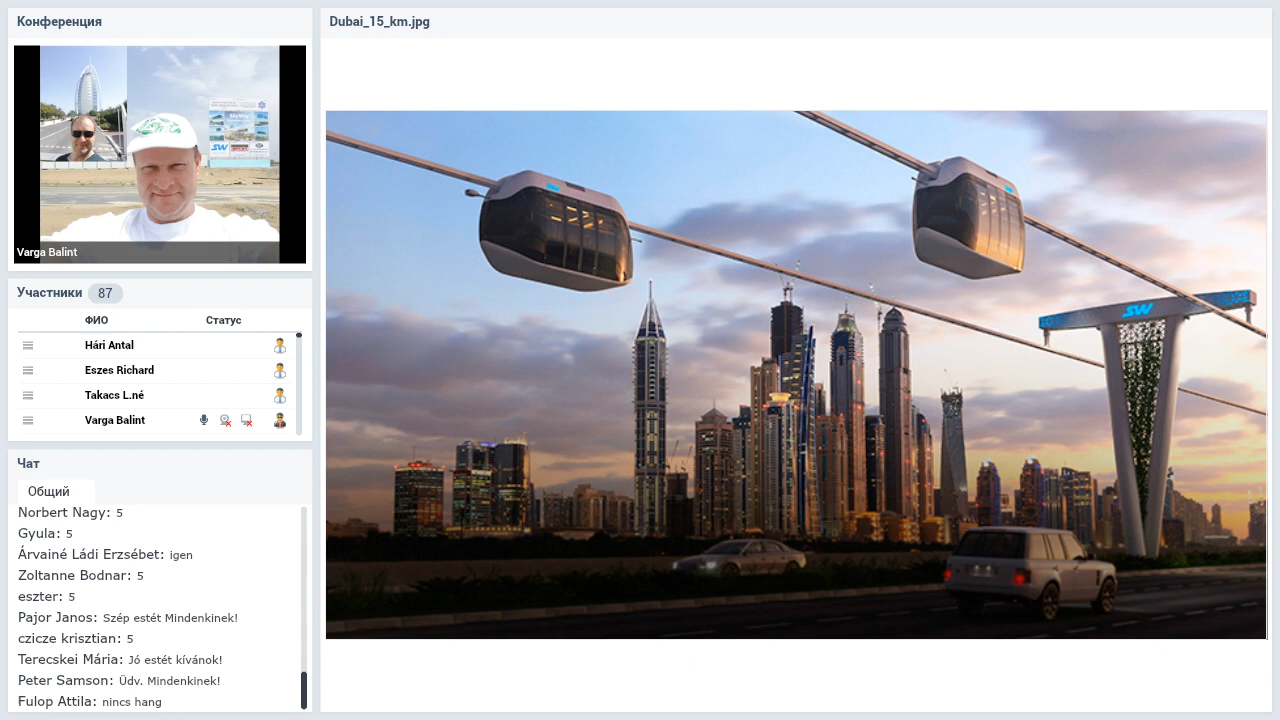 Конференция
Varga Balint
SkyWay
SW
Участники 87
ФИО Статус
Hári Antal
Eszes Richard
Takacs L.né
Varga Balint
Чат
Общий
Norbert Nagy: 5
Gyula: 5
Árvainé Ládi Erzsébet: igen
Zoltanne Bodnar: 5
eszter: 5
Pajor Janos: Szép estét Mindenkinek!
czicze krisztian: 5
Terecskei Mária: Jó estét kívánok!
Peter Samson: Üdv. Mindenkinek!
Fulop Attila: nincs hang
Dubai_15_km.jpg
SW